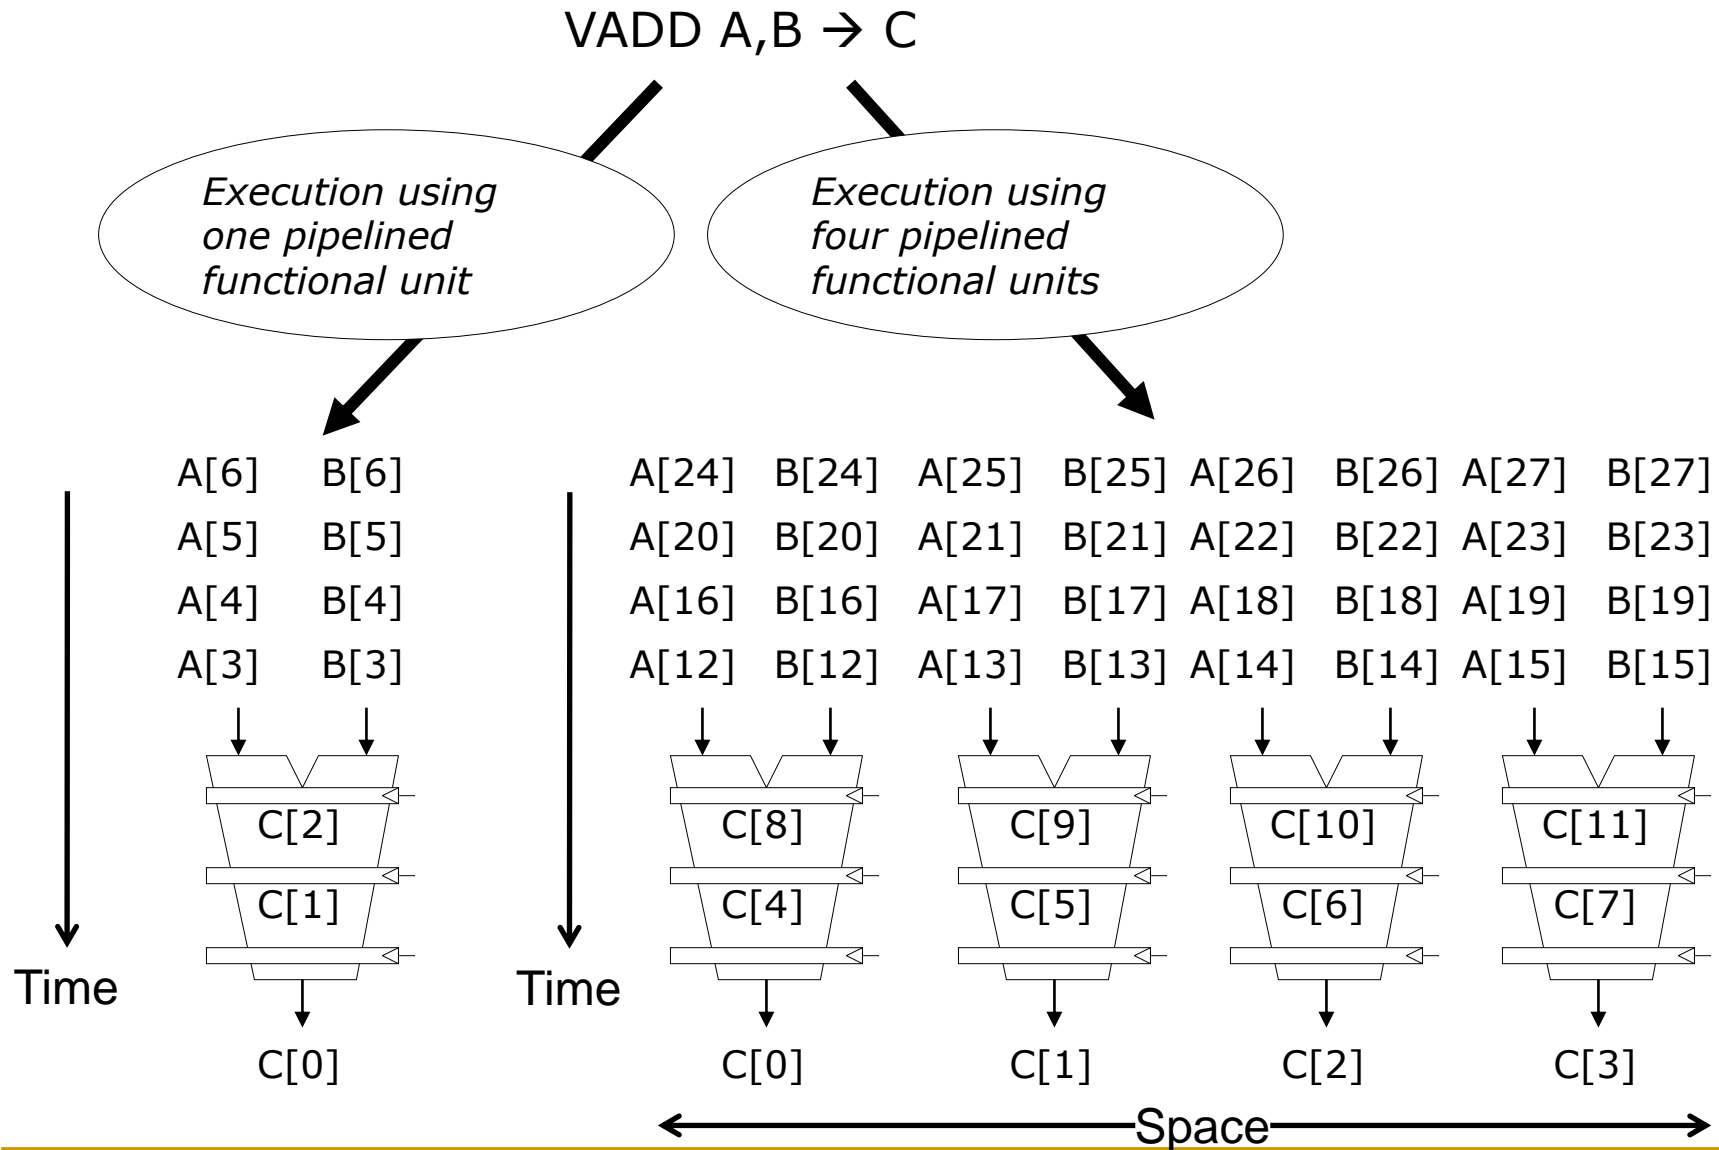 VADD A,B → C
Execution using
one pipelined
functional unit
Execution using
four pipelined
functional units
A[6] B[6] A[24] B[24] A[25] B[25] A[26] B[26] A[27] B[27]
A[5] B[5] A[20] B[20] A[21] B[21] A[22] B[22] A[23] B[23]
A[4] B[4] A[16] B[16] A[17] B[17] A[18] B[18] A[19] B[19]
A[3] B[3] A[12] B[12] A[13] B[13] A[14] B[14] A[15] B[15]
C[2] C[8] C[9] C[10] C[11]
C[1] C[4] C[5] C[6] C[7]
Time Time
C[0] C[0] C[1] C[2] C[3]
Space